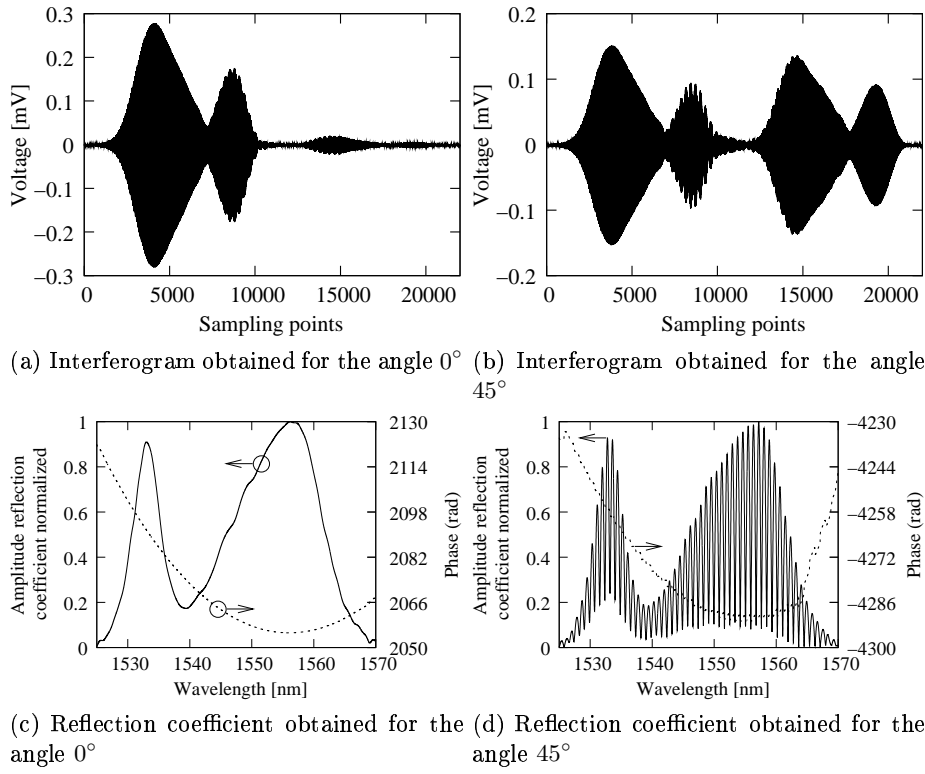 0.3
0.2
0.1
0
−0.1
−0.2
−0.3
Voltage [mV]
0 5000 10000 15000 20000
Sampling points
0.2
0.1
0
−0.1
−0.2
Voltage [mV]
0 5000 10000 15000 20000
Sampling points
(a) Interferogram obtained for the angle 0°
(b) Interferogram obtained for the angle
45°
1
0.8
0.6
0.4
0.2
0
Amplitude reflection
coefficient normalized
2130
2114
2098
2082
2066
2050
Phase (rad)
1530 1540 1550 1560 1570
Wavelength [nm]
1
0.8
0.6
0.4
0.2
0
Amplitude reflection
coefficient normalized
−4230
−4244
−4258
−4272
−4286
−4300
Phase (rad)
1530 1540 1550 1560 1570
Wavelength [nm]
(c) Reflection coefficient obtained for the
angle 0°
(d) Reflection coefficient obtained for the
angle 45°